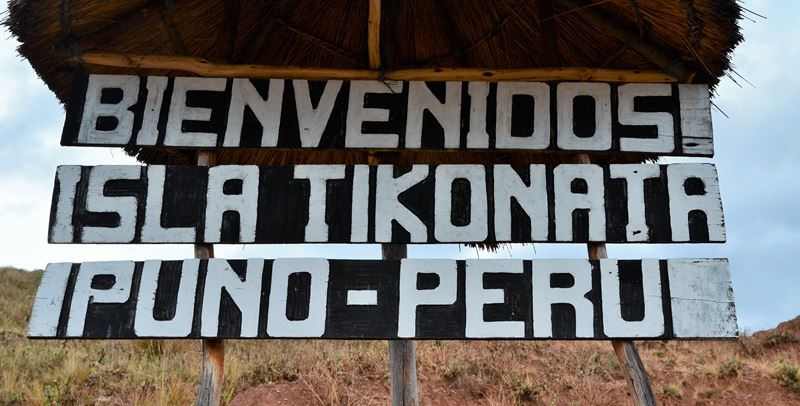 BIENVENIDOS
ISLA TIKONATA
PUNO-PERU